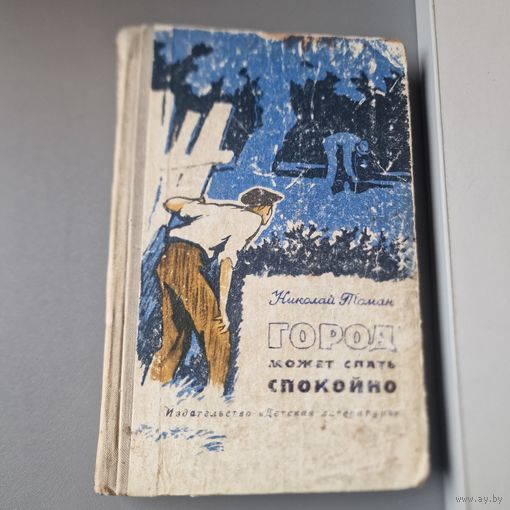 Николай Томан
ГОРОД
МОЖЕТ СПАТЬ
СПОКОЙНО
Издательство «Детская литература»
www.ay.by